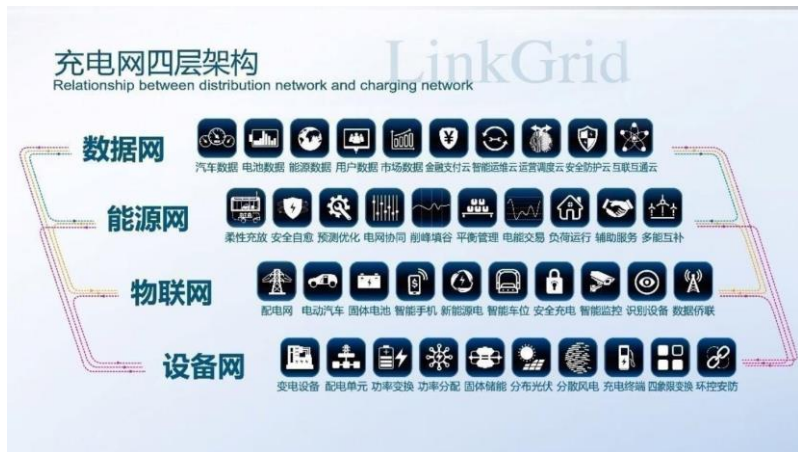 充电网四层架构
LinkGrid
Relationship between distribution network and charging network
数据网
汽车数据 电池数据 能源数据 用户数据 市场数据 金融支付云 智能运维云 运营调度云 安全防护云 互联互通云
能源网
柔性充放 安全自愈 预测优化 电网协同 削峰填谷 平衡管理 电能交易 负荷运行 辅助服务 多能互补
物联网
配电网 电动汽车 固体电池 智能手机 新能源电 智能车位 安全充电 智能监控 识别设备 数据侨联
设备网
变电设备 配电单元 功率变换 功率分配 固体储能 分布光伏 分散风电 充电终端 四象限变换 环控安防